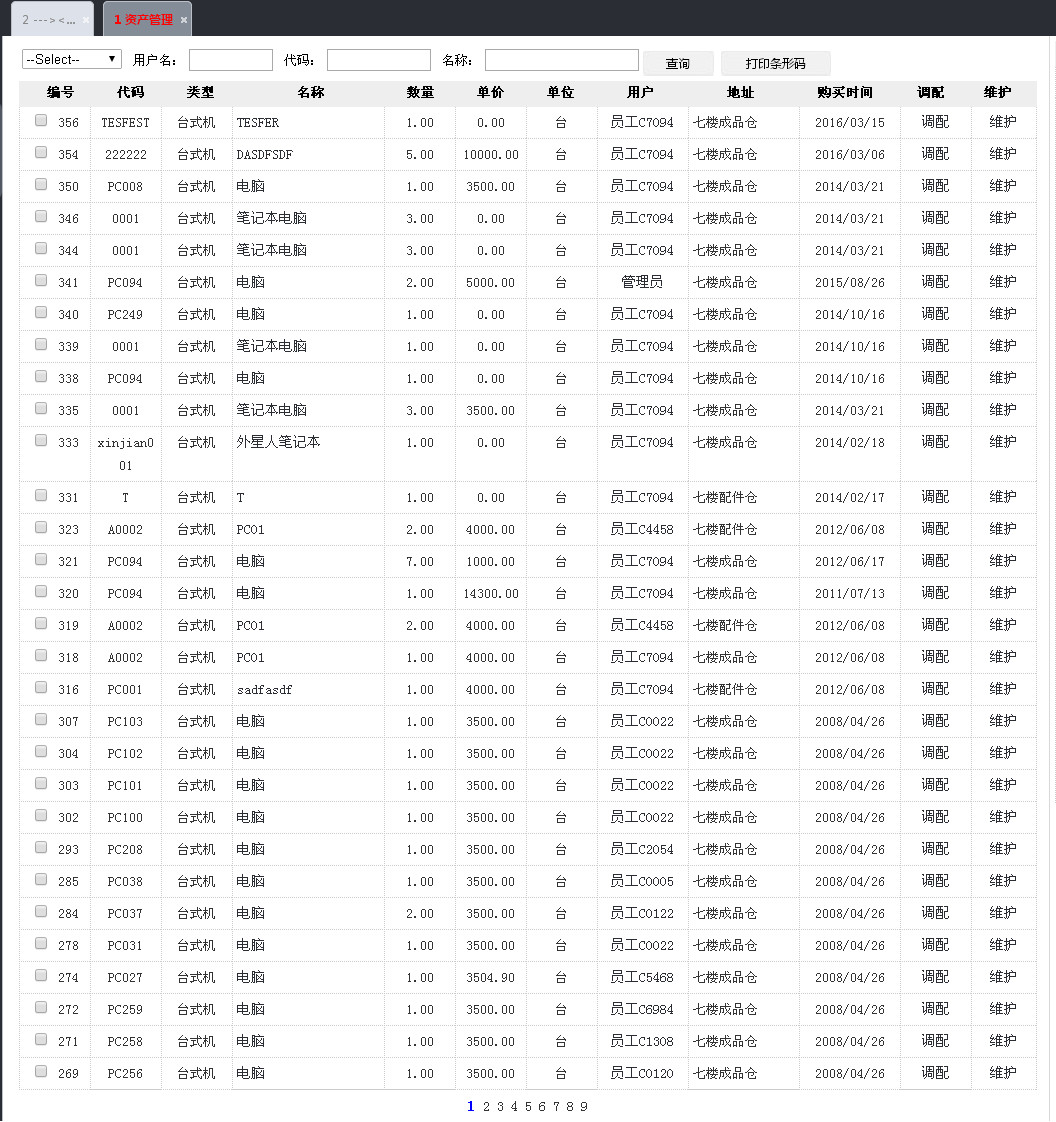 2 ---><... ×
1 资产管理 ×
--Select-- 用户名: 代码: 名称: 查询 打印条形码
编号 代码 类型 名称 数量 单价 单位 用户 地址 购买时间 调配 维护
356 TESFEST 台式机 TESFER 1.00 0.00 台 员工C7094 七楼成品仓 2016/03/15 调配 维护
354 222222 台式机 DASDFSDF 5.00 10000.00 台 员工C7094 七楼成品仓 2016/03/06 调配 维护
350 PC008 台式机 电脑 1.00 3500.00 台 员工C7094 七楼成品仓 2014/03/21 调配 维护
346 0001 台式机 笔记本电脑 3.00 0.00 台 员工C7094 七楼成品仓 2014/03/21 调配 维护
344 0001 台式机 笔记本电脑 3.00 0.00 台 员工C7094 七楼成品仓 2014/03/21 调配 维护
341 PC094 台式机 电脑 2.00 5000.00 台 管理员 七楼成品仓 2015/08/26 调配 维护
340 PC249 台式机 电脑 1.00 0.00 台 员工C7094 七楼成品仓 2014/10/16 调配 维护
339 0001 台式机 笔记本电脑 1.00 0.00 台 员工C7094 七楼成品仓 2014/10/16 调配 维护
338 PC094 台式机 电脑 1.00 0.00 台 员工C7094 七楼成品仓 2014/10/16 调配 维护
335 0001 台式机 笔记本电脑 3.00 3500.00 台 员工C7094 七楼成品仓 2014/03/21 调配 维护
333 xinjian0 台式机 外星人笔记本 1.00 0.00 台 员工C7094 七楼成品仓 2014/02/18 调配 维护
01
331 T 台式机 T 1.00 0.00 台 员工C7094 七楼配件仓 2014/02/17 调配 维护
323 A0002 台式机 PC01 2.00 4000.00 台 员工C4458 七楼配件仓 2012/06/08 调配 维护
321 PC094 台式机 电脑 7.00 1000.00 台 员工C7094 七楼成品仓 2012/06/17 调配 维护
320 PC094 台式机 电脑 1.00 14300.00 台 员工C7094 七楼成品仓 2011/07/13 调配 维护
319 A0002 台式机 PC01 2.00 4000.00 台 员工C4458 七楼配件仓 2012/06/08 调配 维护
318 A0002 台式机 PC01 1.00 4000.00 台 员工C7094 七楼成品仓 2012/06/08 调配 维护
316 PC001 台式机 sadfasdf 1.00 4000.00 台 员工C7094 七楼配件仓 2012/06/08 调配 维护
307 PC103 台式机 电脑 1.00 3500.00 台 员工C0022 七楼成品仓 2008/04/26 调配 维护
304 PC102 台式机 电脑 1.00 3500.00 台 员工C0022 七楼成品仓 2008/04/26 调配 维护
303 PC101 台式机 电脑 1.00 3500.00 台 员工C0022 七楼成品仓 2008/04/26 调配 维护
302 PC100 台式机 电脑 1.00 3500.00 台 员工C0022 七楼成品仓 2008/04/26 调配 维护
293 PC208 台式机 电脑 1.00 3500.00 台 员工C2054 七楼成品仓 2008/04/26 调配 维护
285 PC038 台式机 电脑 1.00 3500.00 台 员工C0005 七楼成品仓 2008/04/26 调配 维护
284 PC037 台式机 电脑 2.00 3500.00 台 员工C0122 七楼成品仓 2008/04/26 调配 维护
278 PC031 台式机 电脑 1.00 3500.00 台 员工C0022 七楼成品仓 2008/04/26 调配 维护
274 PC027 台式机 电脑 1.00 3504.90 台 员工C5468 七楼成品仓 2008/04/26 调配 维护
272 PC259 台式机 电脑 1.00 3500.00 台 员工C6984 七楼成品仓 2008/04/26 调配 维护
271 PC258 台式机 电脑 1.00 3500.00 台 员工C1308 七楼成品仓 2008/04/26 调配 维护
269 PC256 台式机 电脑 1.00 3500.00 台 员工C0120 七楼成品仓 2008/04/26 调配 维护
1 2 3 4 5 6 7 8 9